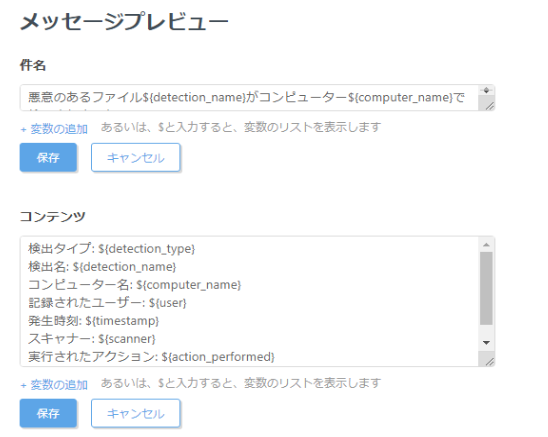 メッセージプレビュー
件名
悪意のあるファイル${detection_name}がコンピューター${computer_name}で
+ 変数の追加 あるいは、$と入力すると、変数のリストを表示します
保存 キャンセル
コンテンツ
検出タイプ: ${detection_type}
検出名: ${detection_name}
コンピューター名: ${computer_name}
記録されたユーザー: ${user}
発生時刻: ${timestamp}
スキャナー: ${scanner}
実行されたアクション: ${action_performed}
+ 変数の追加 あるいは、$と入力すると、変数のリストを表示します
保存 キャンセル